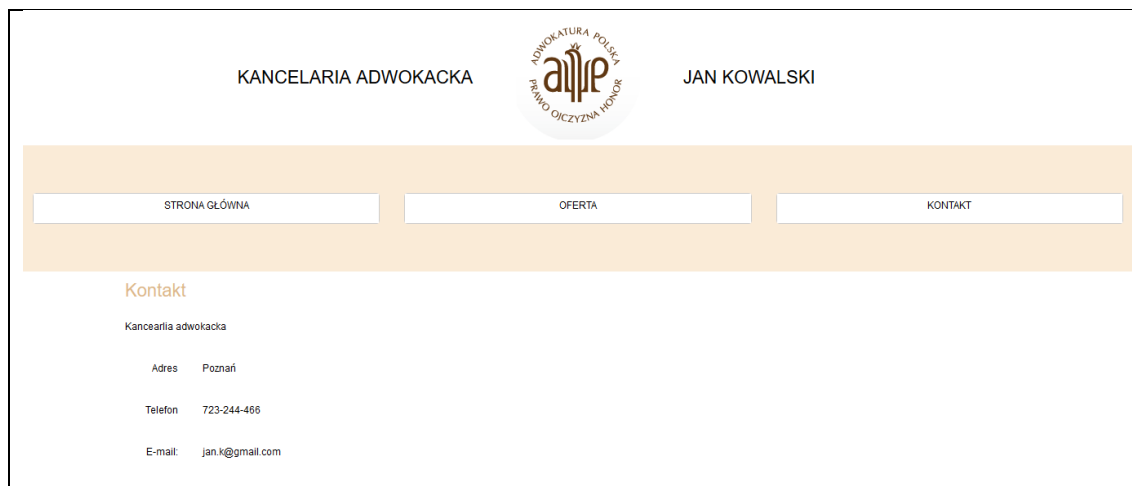 KANCELARIA ADWOKACKA
ADWOKATURA POLSKA
PRAWO OJCZYZNA HONOR
JAN KOWALSKI
STRONA GŁÓWNA
OFERTA
KONTAKT
Kontakt
Kancearlia adwokacka
Adres Poznań
Telefon 723-244-466
E-mail: jan.k@gmail.com